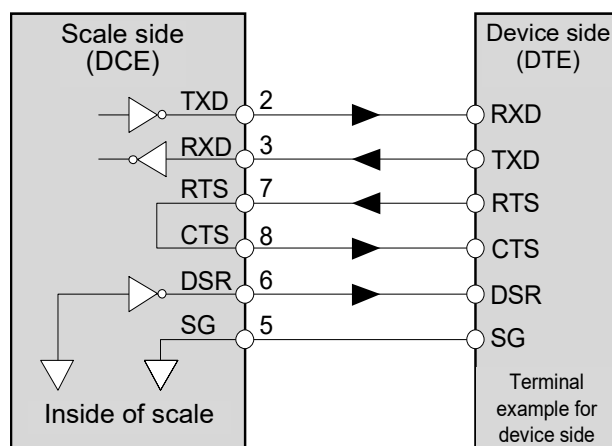 Scale side
(DCE)
Device side
(DTE)
TXD 2 RXD
RXD 3 TXD
RTS 7 RTS
CTS 8 CTS
DSR 6 DSR
SG 5 SG
Inside of scale
Terminal
example for
device side